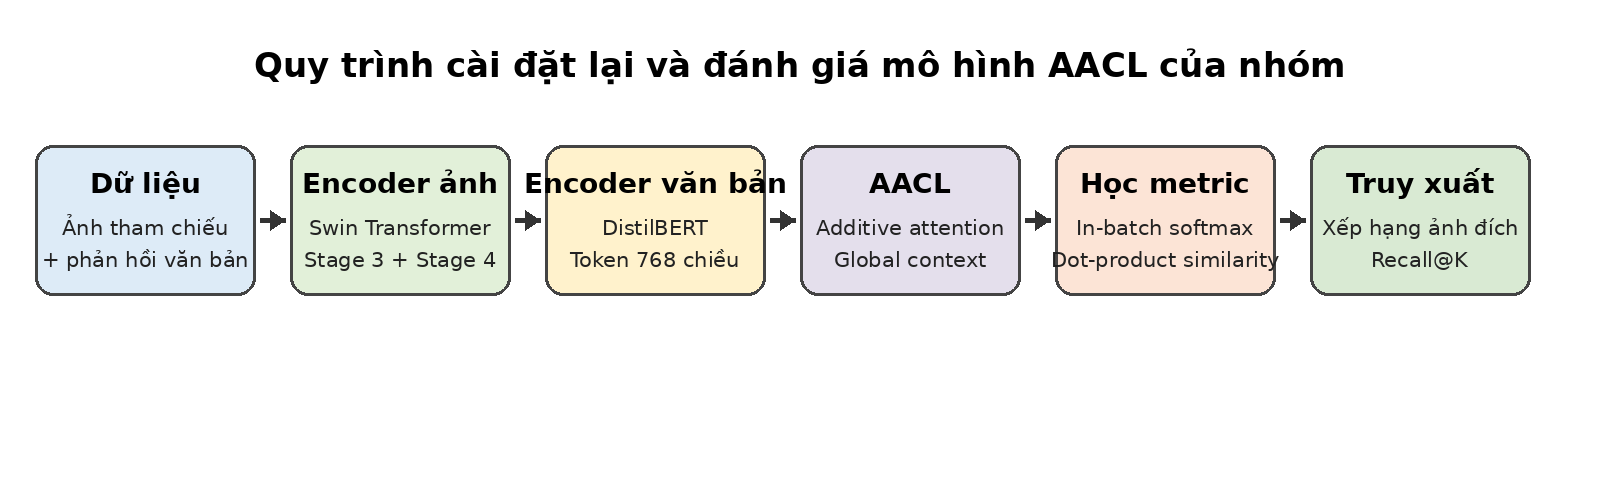 Quy trình cài đặt lại và đánh giá mô hình AACL của nhóm
Dữ liệu
Ảnh tham chiếu
+ phản hồi văn bản
Encoder ảnh
Swin Transformer
Stage 3 + Stage 4
Encoder văn bản
DistilBERT
Token 768 chiều
AACL
Additive attention
Global context
Học metric
In-batch softmax
Dot-product similarity
Truy xuất
Xếp hạng ảnh đích
Recall@K